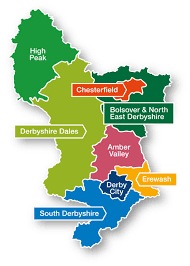 High
Peak
Chesterfield
Bolsover & North
East Derbyshire
Derbyshire Dales
Amber
Valley
Erewash
Derby
City
South Derbyshire